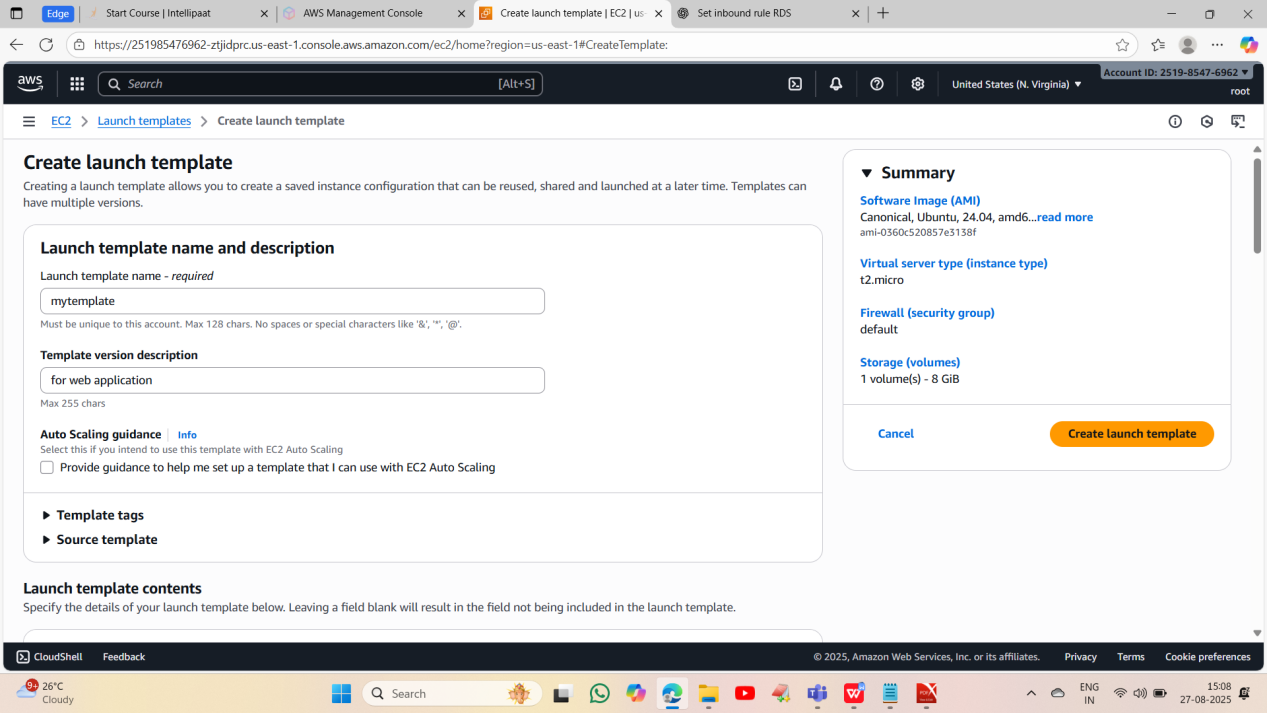 Edge
Start Course | Intellipaat
AWS Management Console
Create launch template | EC2 | us-
Set inbound rule RDS
https://251985476962-ztjidprc.us-east-1.console.aws.amazon.com/ec2/home?region=us-east-1#CreateTemplate:
aws
Search
[Alt+S]
United States (N. Virginia) ▼
Account ID: 2519-8547-6962 ▼
root
EC2 > Launch templates > Create launch template
Create launch template
Creating a launch template allows you to create a saved instance configuration that can be reused, shared and launched at a later time. Templates can
have multiple versions.
Launch template name and description
Launch template name - required
mytemplate
Must be unique to this account. Max 128 chars. No spaces or special characters like '&', '*', '@'.
Template version description
for web application
Max 255 chars
Auto Scaling guidance | Info
Select this if you intend to use this template with EC2 Auto Scaling
Provide guidance to help me set up a template that I can use with EC2 Auto Scaling
Template tags
Source template
Launch template contents
Specify the details of your launch template below. Leaving a field blank will result in the field not being included in the launch template.
Summary
Software Image (AMI)
Canonical, Ubuntu, 24.04, amd6...read more
ami-0360c520857e3138f
Virtual server type (instance type)
t2.micro
Firewall (security group)
default
Storage (volumes)
1 volume(s) - 8 GiB
Cancel
Create launch template
CloudShell
Feedback
© 2025, Amazon Web Services, Inc. or its affiliates.
Privacy
Terms
Cookie preferences
9+
26°C
Cloudy
Search
ENG
IN
15:08
27-08-2025